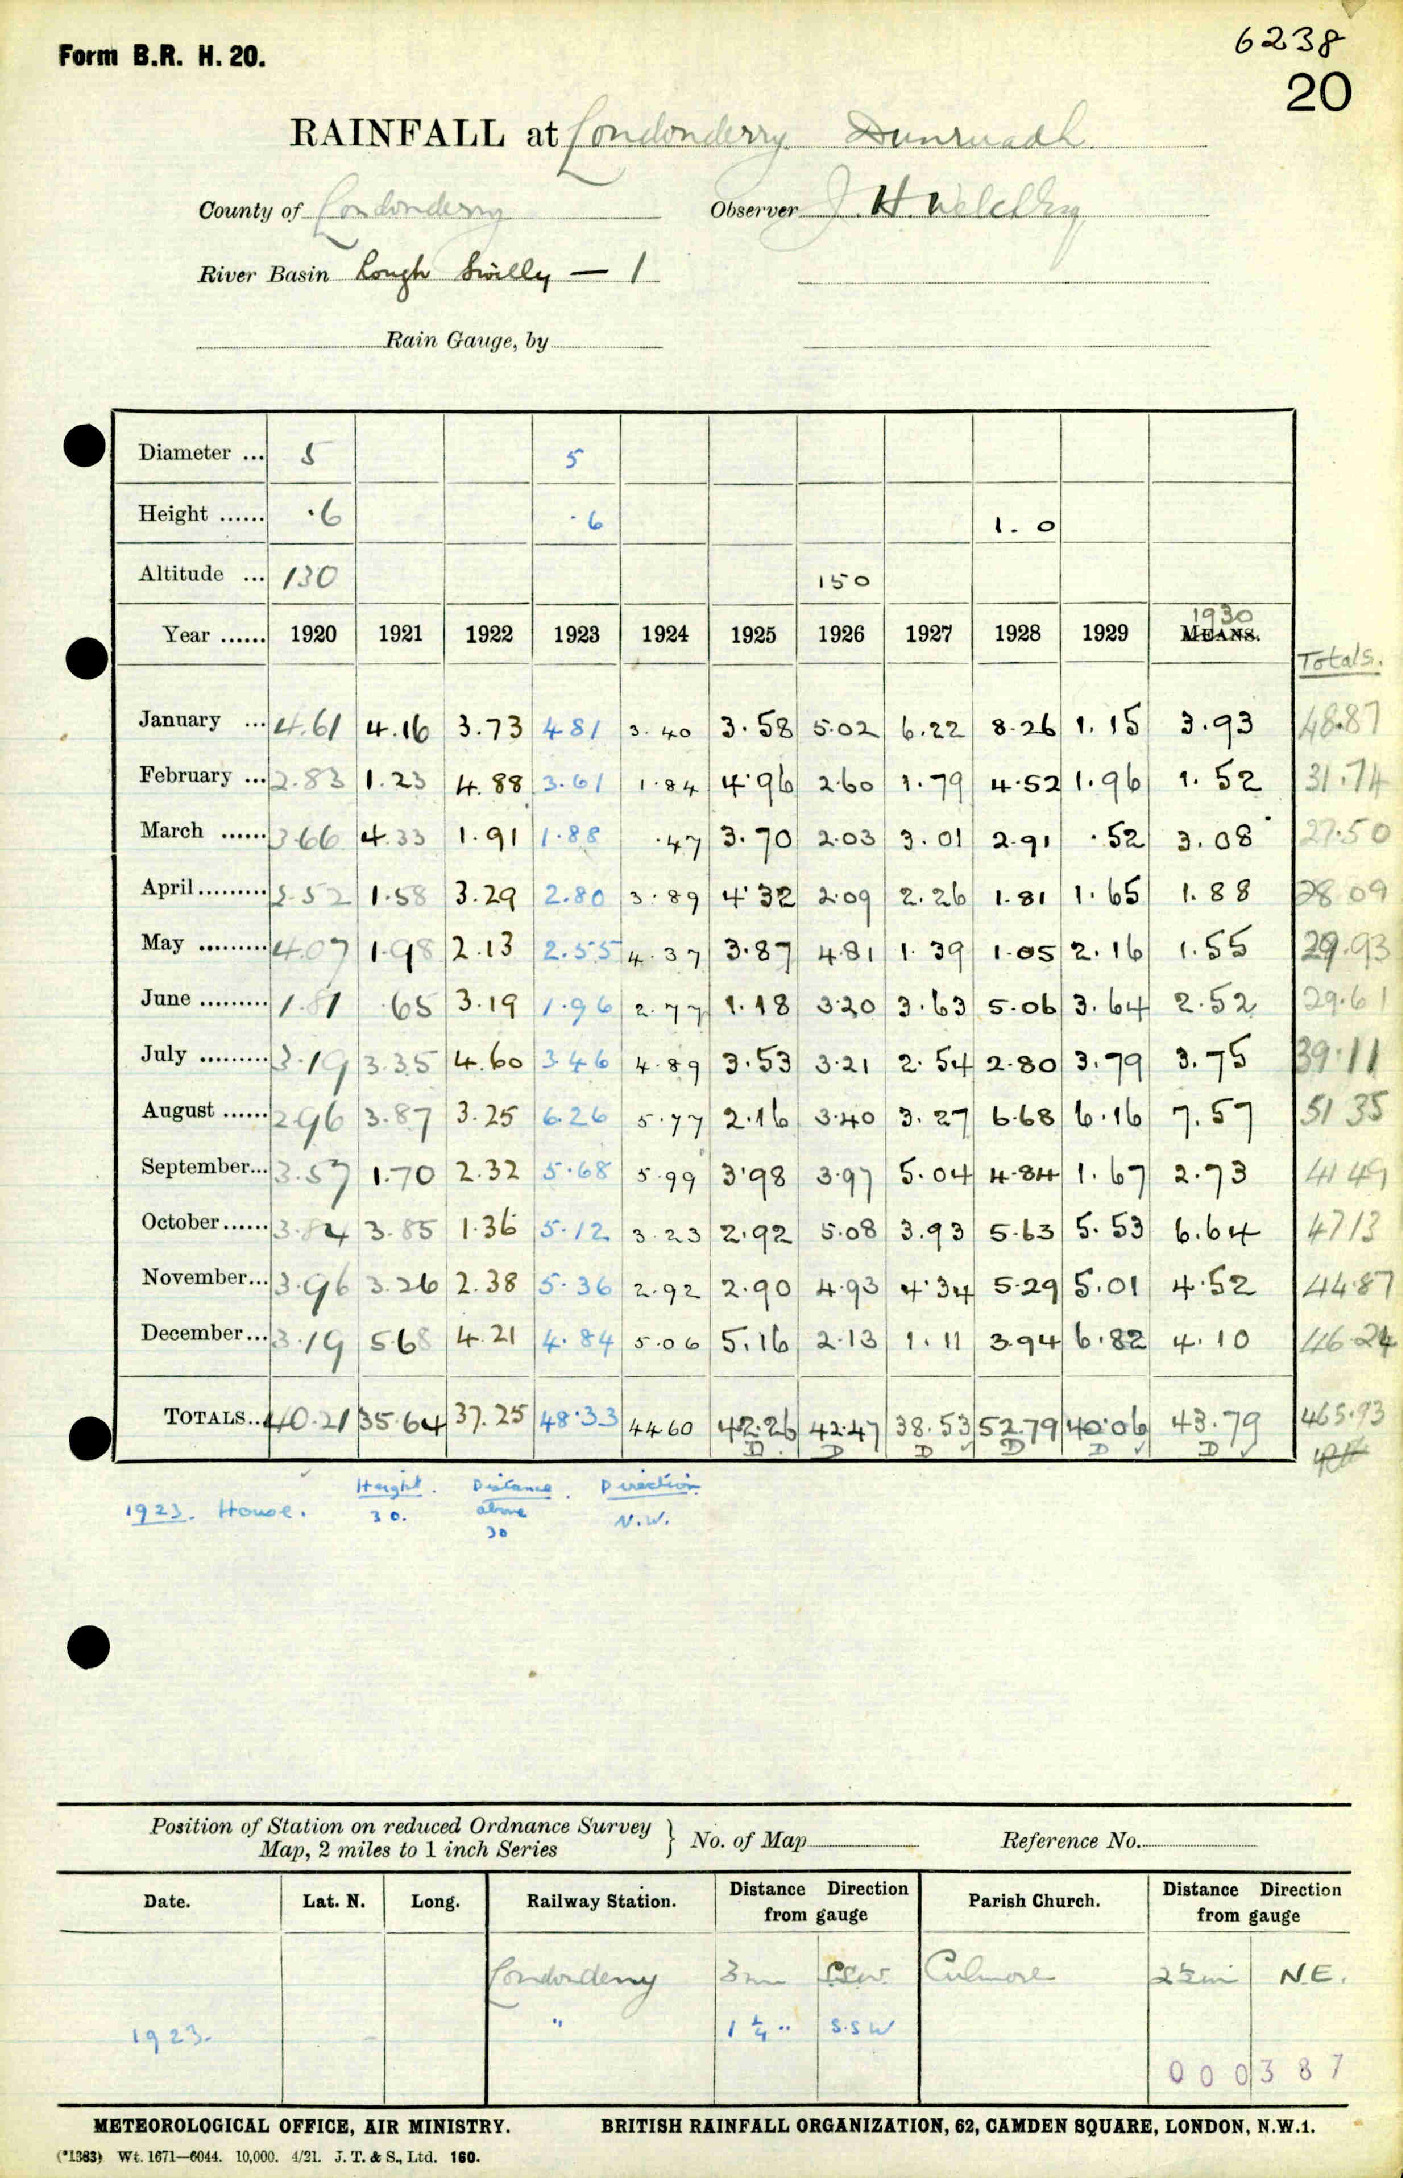 Form B.R. H. 20.
6238
20
RAINFALL at Londonderry Dunruadh
County of Londonderry Observer J. H. Welch
River Basin Lough Swilly — 1
Rain Gauge, by
Diameter ... 5 5
Height ...... .6 .6 1.0
Altitude ... 130 150
Year ...... 1920 1921 1922 1923 1924 1925 1926 1927 1928 1929 MEANS. 1930 Totals.
January ... 4.61 4.16 3.73 4.81 3.40 3.58 5.02 6.22 8.26 1.15 3.93 48.87
February ... 2.83 1.23 4.88 3.61 1.84 4.96 2.60 1.79 4.52 1.96 1.52 31.74
March ...... 3.66 4.33 1.91 1.88 .47 3.70 2.03 3.01 2.91 .52 3.08 27.50
April ......... 2.52 1.58 3.29 2.80 3.89 4.32 2.09 2.26 1.81 1.65 1.88 28.09
May ......... 4.07 1.98 2.13 2.55 4.37 3.87 4.81 1.39 1.05 2.16 1.55 29.93
June ......... 1.81 .65 3.19 1.96 2.77 1.18 3.20 3.63 5.06 3.64 2.52 29.61
July ......... 3.19 3.35 4.60 3.46 4.89 3.53 3.21 2.54 2.80 3.79 3.75 39.11
August ...... 2.96 3.87 3.25 6.26 5.77 2.16 3.40 3.27 6.68 6.16 7.57 51 35
September... 3.57 1.70 2.32 5.68 5.99 3.98 3.97 5.04 4.84 1.67 2.73 41 49
October ...... 3.84 3.85 1.36 5.12 3.23 2.92 5.08 3.93 5.63 5.53 6.64 47 13
November... 3.96 3.26 2.38 5.36 2.92 2.90 4.93 4.34 5.29 5.01 4.52 44.87
December ... 3.19 5.68 4.21 4.84 5.06 5.16 2.13 1.11 3.94 6.82 4.10 46.24
TOTALS... 40.21 35.64 37.25 48.33 44.60 42.26 42.47 38.53 52.79 40.06 43.79 465.93
D D D ✓ D D ✓ D ✓
Height. Distance. Direction
1923. House. 30. above 30 N.W.
Position of Station on reduced Ordnance Survey Map, 2 miles to 1 inch Series } No. of Map Reference No.
Date. Lat. N. Long. Railway Station. Distance Direction from gauge Parish Church. Distance Direction from gauge
Londonderry 3 m SSW Culmore 2½ mi N.E.
1923. " 1¼ " S.S.W
000387
METEOROLOGICAL OFFICE, AIR MINISTRY. BRITISH RAINFALL ORGANIZATION, 62, CAMDEN SQUARE, LONDON, N.W.1.
(*1383) Wt. 1671—6044. 10,000. 4/21. J. T. & S., Ltd. 160.